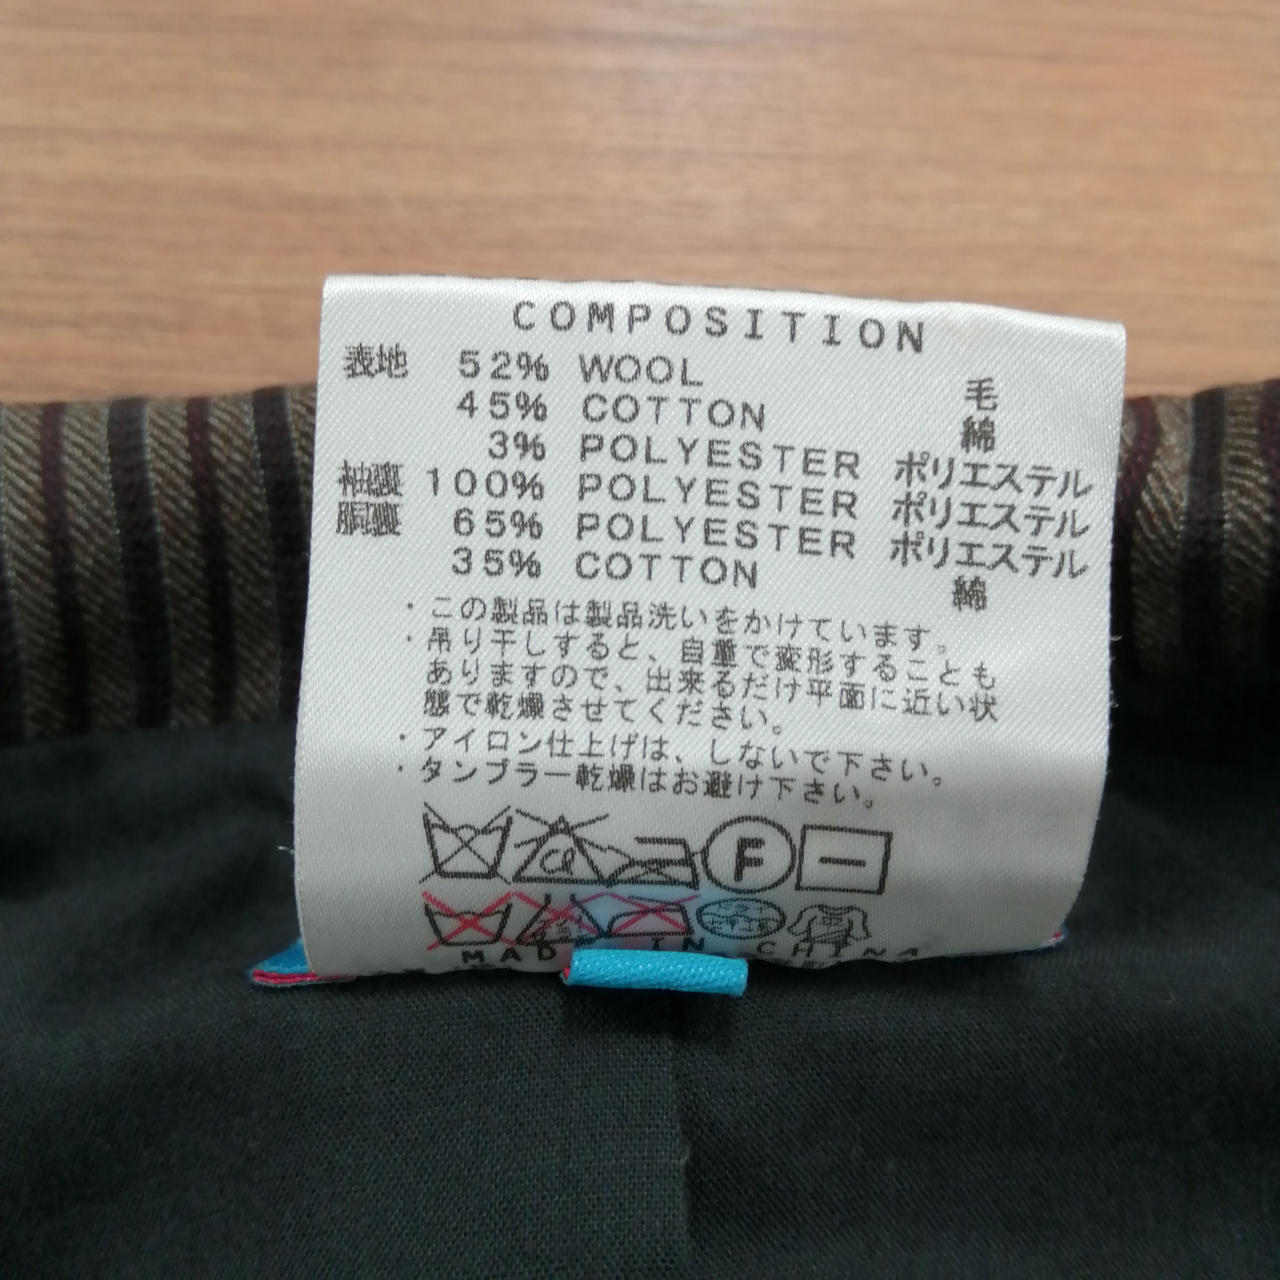 COMPOSITION
表地 52% WOOL 毛
45% COTTON 綿
3% POLYESTER ポリエステル
袖裏 100% POLYESTER ポリエステル
胴裏 65% POLYESTER ポリエステル
35% COTTON 綿
・この製品は製品洗いをかけています。
・吊り干しすると、自重で変形することも
ありますので、出来るだけ平面に近い状
態で乾燥させてください。
・アイロン仕上げは、しないで下さい。
・タンブラー乾燥はお避け下さい。
Cl F
MADE IN CHINA